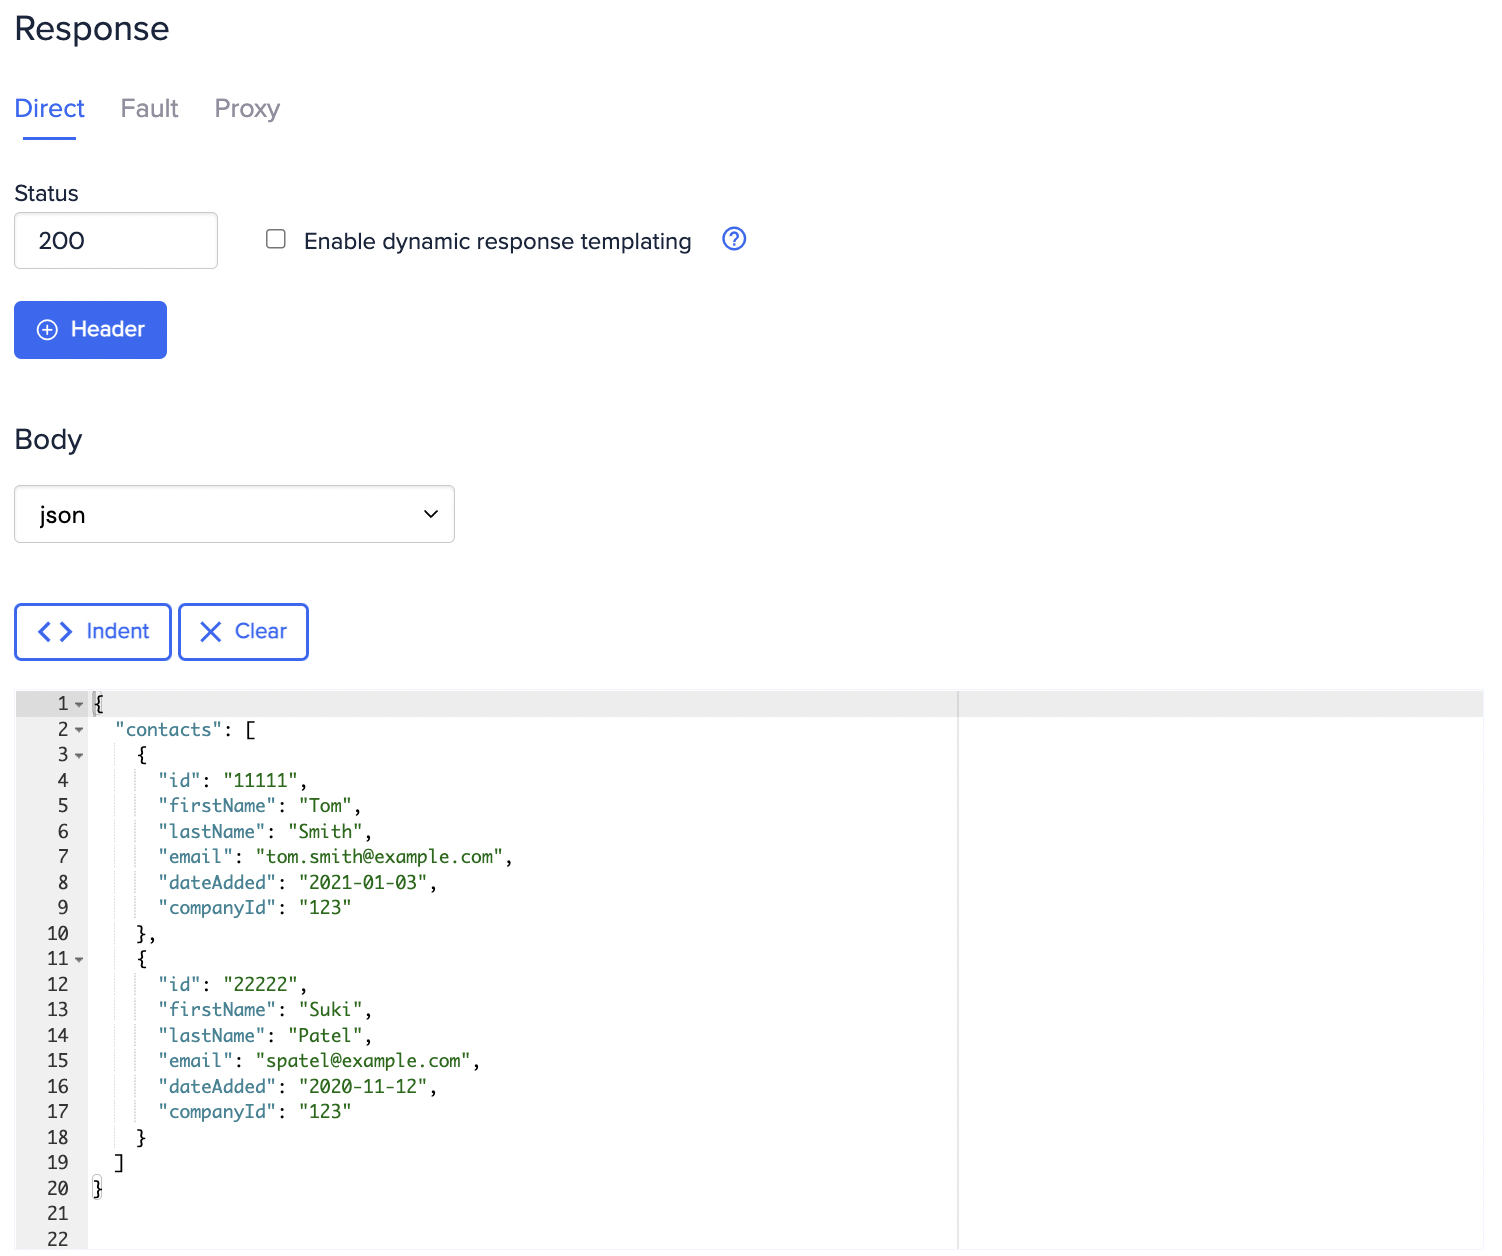 Response
Direct Fault Proxy
Status
200 Enable dynamic response templating ?
Header
Body
json
Indent Clear
1 {
2   "contacts": [
3     {
4       "id": "11111",
5       "firstName": "Tom",
6       "lastName": "Smith",
7       "email": "tom.smith@example.com",
8       "dateAdded": "2021-01-03",
9       "companyId": "123"
10     },
11     {
12       "id": "22222",
13       "firstName": "Suki",
14       "lastName": "Patel",
15       "email": "spatel@example.com",
16       "dateAdded": "2020-11-12",
17       "companyId": "123"
18     }
19   ]
20 }
21
22